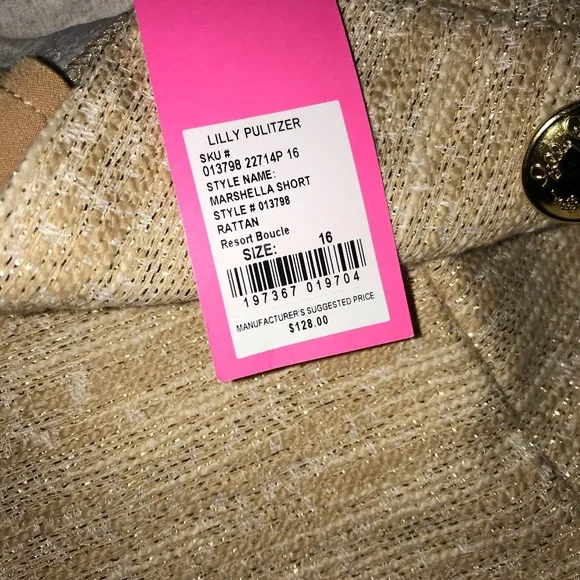 LILLY PULITZER
SKU #
013798 22714P 16
STYLE NAME:
MARSHELLA SHORT
STYLE # 013798
RATTAN
Resort Boucle
SIZE: 16
197367 019704
MANUFACTURER'S SUGGESTED PRICE
$128.00